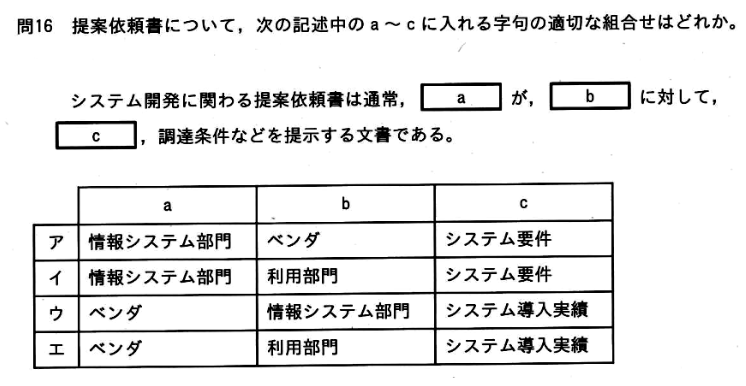 問16 提案依頼書について，次の記述中のa～cに入れる字句の適切な組合せはどれか。
システム開発に関わる提案依頼書は通常， a が， b に対して，
c ，調達条件などを提示する文書である。
a b c
ア 情報システム部門 ベンダ システム要件
イ 情報システム部門 利用部門 システム要件
ウ ベンダ 情報システム部門 システム導入実績
エ ベンダ 利用部門 システム導入実績